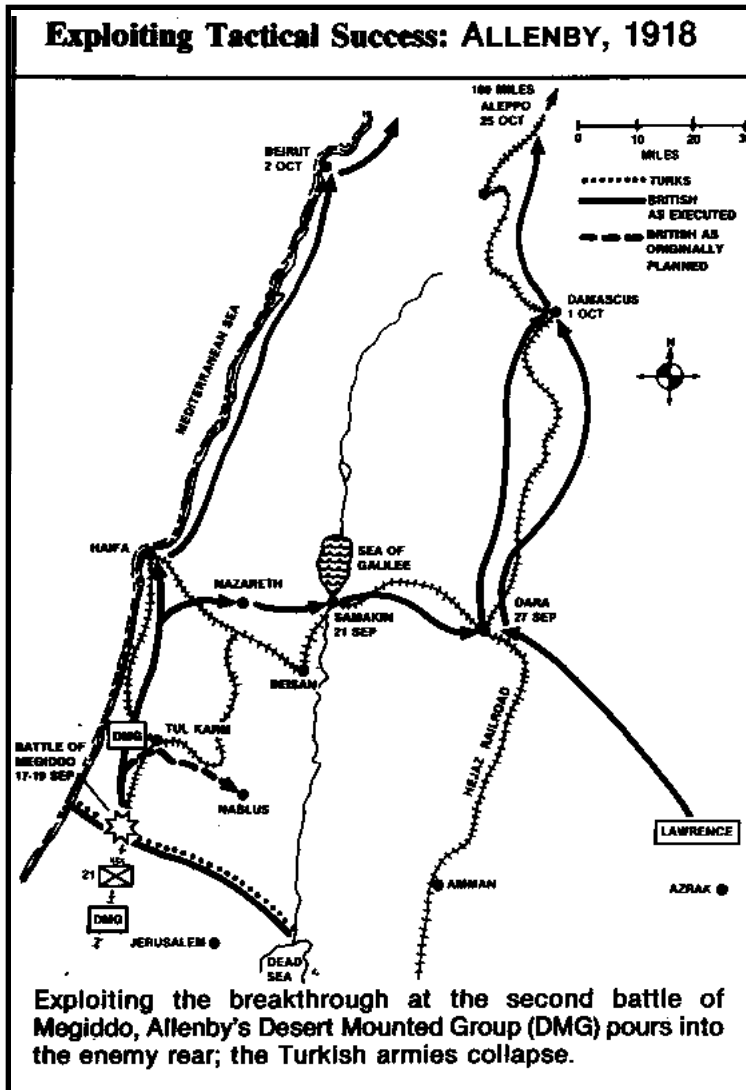 Exploiting Tactical Success: ALLENBY, 1918
100 MILES
ALEPPO
25 OCT
0 10 20 30
MILES
TURKS
BRITISH
AS EXECUTED
BRITISH AS
ORIGINALLY
PLANNED
BEIRUT
2 OCT
DAMASCUS
1 OCT
N
MEDITERRANEAN SEA
HAIFA
NAZARETH
SEA OF
GALILEE
SAMAKIN
21 SEP
DARA
27 SEP
BEISAN
DMG
TUL KARM
BATTLE OF
MEGIDDO
17-19 SEP
NABLUS
HEJAZ RAILROAD
LAWRENCE
21
AMMAN
AZRAK
DMG
JERUSALEM
DEAD
SEA
Exploiting the breakthrough at the second battle of
Megiddo, Allenby's Desert Mounted Group (DMG) pours into
the enemy rear; the Turkish armies collapse.